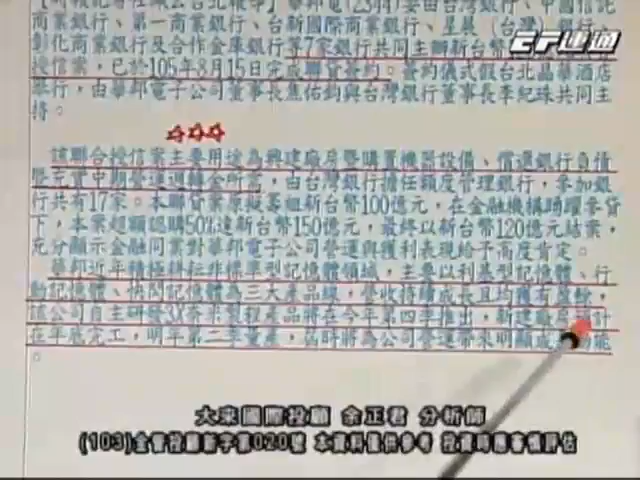 商業銀行、第一商業銀行、台新國際商業銀行、星展(台灣)銀行、
彰化商業銀行及合作金庫銀行等7家銀行共同主辦新台幣
授信案,已於105年8月15日完成聯貸簽約。簽約儀式假台北晶華酒店
舉行,由華邦電子公司董事長焦佑鈞與台灣銀行董事長李紀珠共同主
持。
該聯合授信案主要用途為興建廠房暨購置機器設備、償還銀行負債
暨充實中期營運週轉金所需,由台灣銀行擔任額度管理銀行,參加銀
行共有17家。本聯貸案原擬籌組新台幣100億元,在金融機構踴躍參貸
下,本案超額認購50%達新台幣150億元,最終以新台幣120億元結案,
充分顯示金融同業對華邦電子公司營運與獲利表現給予高度肯定。
華邦近年積極耕耘非標準型記憶體領域,主要以利基型記憶體、行
動記憶體、快閃記憶體為三大產品線,營收持續成長且均獲有盈餘,
該公司自主研發3X奈米製程產品將在今年第四季推出,新建廠房計
在年底完工,明年第二季量產,屆時將為公司營運帶來明顯成
。
大來國際投顧 余正君 分析師
(103)金管投顧新字第020號 本資料僅供參考 投資時應審慎評估